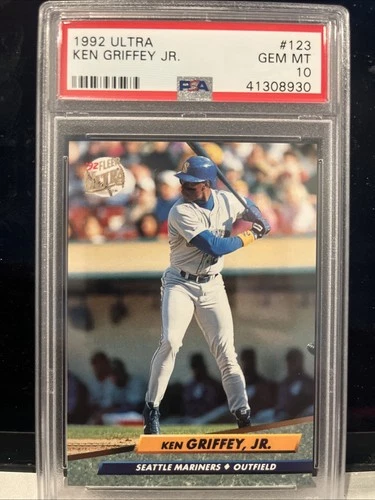 1992 ULTRA #123
KEN GRIFFEY JR. GEM MT
10
PSA 41308930
'92 FLEER
ULTRA
KEN GRIFFEY, JR.
SEATTLE MARINERS ♦ OUTFIELD